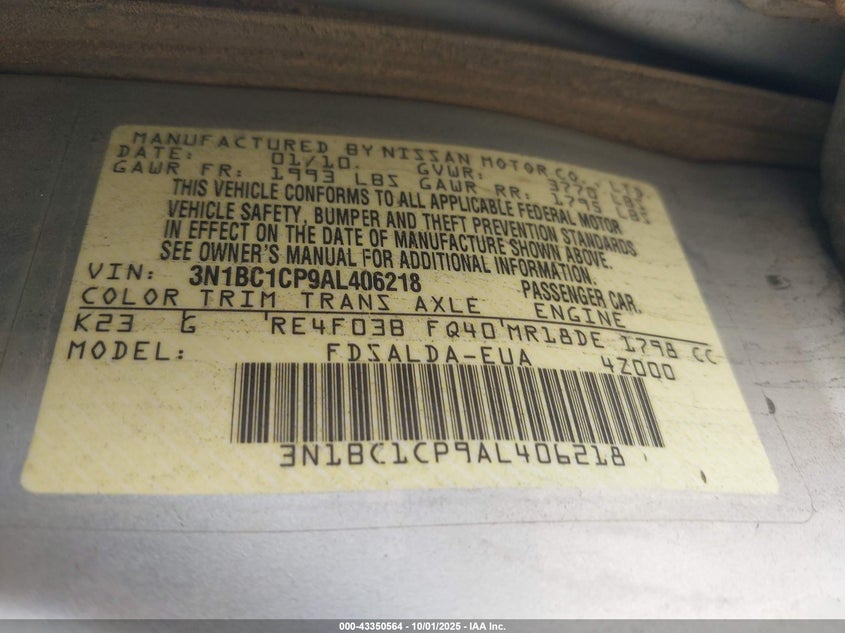 MANUFACTURED BY NISSAN MOTOR CO., LTD.
DATE: 01/10. GVWR: 3770 LBS
GAWR FR: 1993 LBS GAWR RR: 1795 LBS
THIS VEHICLE CONFORMS TO ALL APPLICABLE FEDERAL MOTOR
VEHICLE SAFETY, BUMPER AND THEFT PREVENTION STANDARDS
IN EFFECT ON THE DATE OF MANUFACTURE SHOWN ABOVE.
SEE OWNER'S MANUAL FOR ADDITIONAL INFORMATION.
VIN: 3N1BC1CP9AL406218 PASSENGER CAR.
COLOR TRIM TRANS AXLE ENGINE
K23 G 'RE4F03B FQ40'MR18DE 1798 CC
MODEL: FDSALDA-EUA 4Z000
3N1BC1CP9AL406218
000-43350564 - 10/01/2025 - IAA Inc.